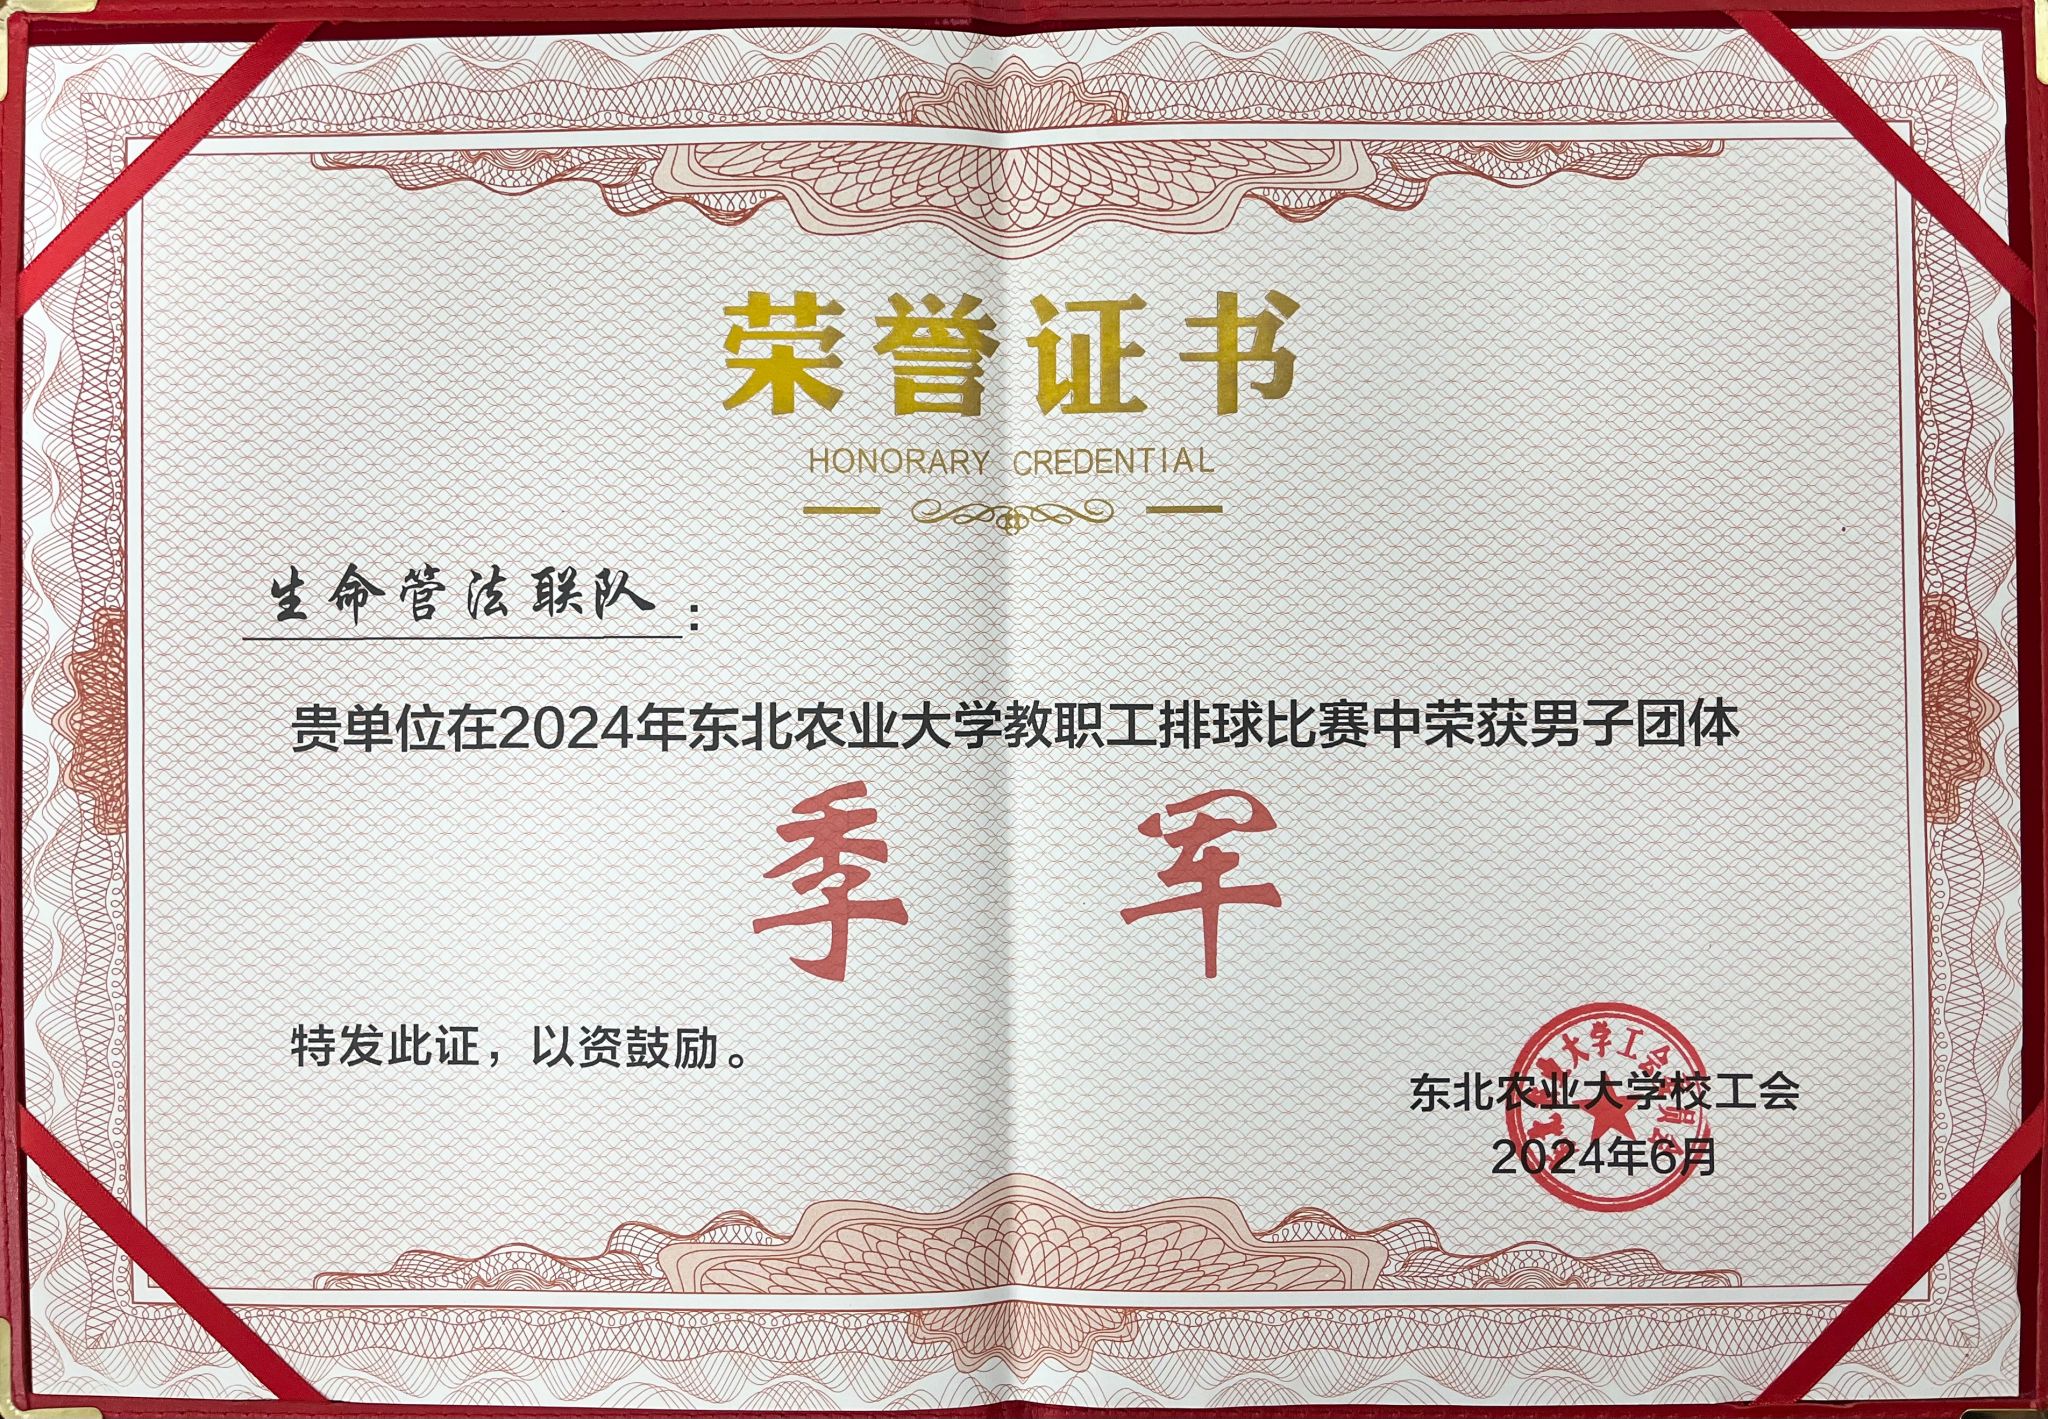 荣誉证书
HONORARY CREDENTIAL
生命管法联队：
贵单位在2024年东北农业大学教职工排球比赛中荣获男子团体
季军
特发此证，以资鼓励。
东北农业大学校工会
2024年6月